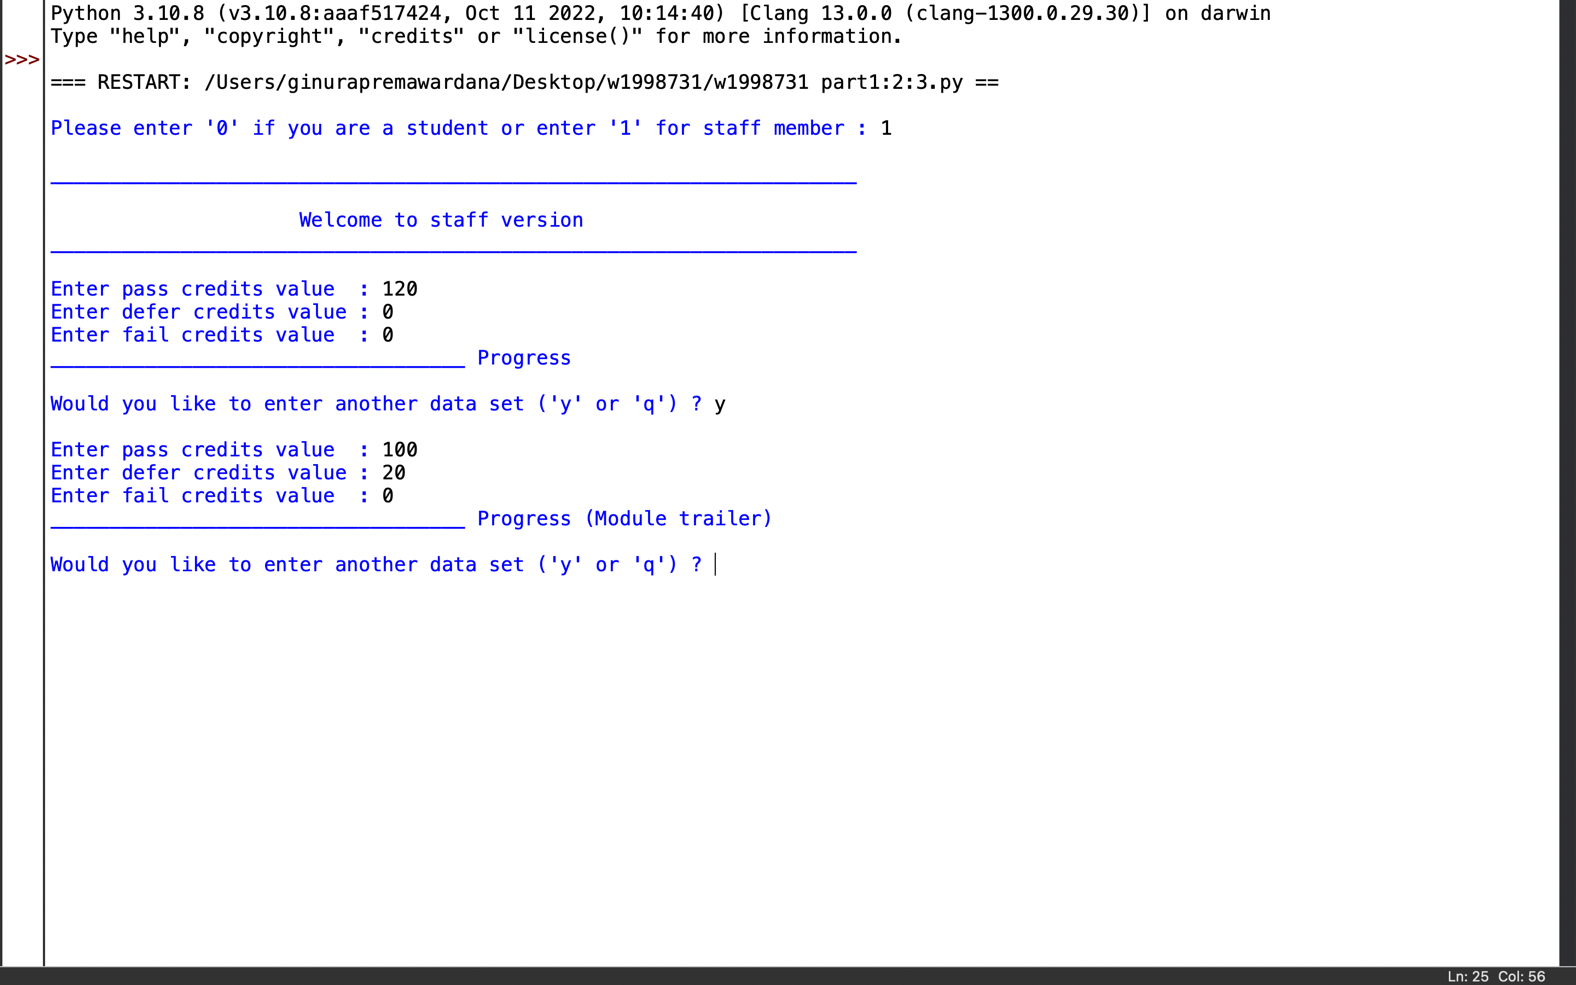 Python 3.10.8 (v3.10.8:aaaf517424, Oct 11 2022, 10:14:40) [Clang 13.0.0 (clang-1300.0.29.30)] on darwin
Type "help", "copyright", "credits" or "license()" for more information.
>>>
=== RESTART: /Users/ginurapremawardana/Desktop/w1998731/w1998731 part1:2:3.py ==
Please enter '0' if you are a student or enter '1' for staff member : 1
____________________________________________________________________
Welcome to staff version
____________________________________________________________________
Enter pass credits value  : 120
Enter defer credits value : 0
Enter fail credits value  : 0
___________________________________ Progress
Would you like to enter another data set ('y' or 'q') ? y
Enter pass credits value  : 100
Enter defer credits value : 20
Enter fail credits value  : 0
___________________________________ Progress (Module trailer)
Would you like to enter another data set ('y' or 'q') ?
Ln: 25 Col: 56